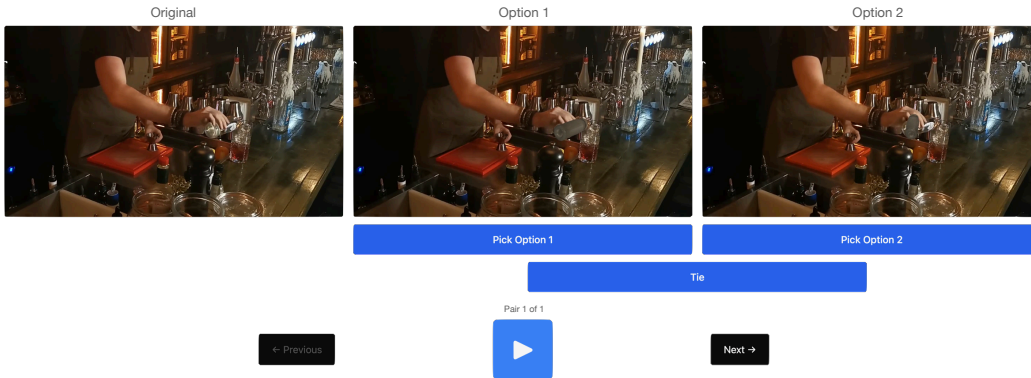 Original
Option 1
Option 2
Pick Option 1
Pick Option 2
Tie
Pair 1 of 1
← Previous
Next →